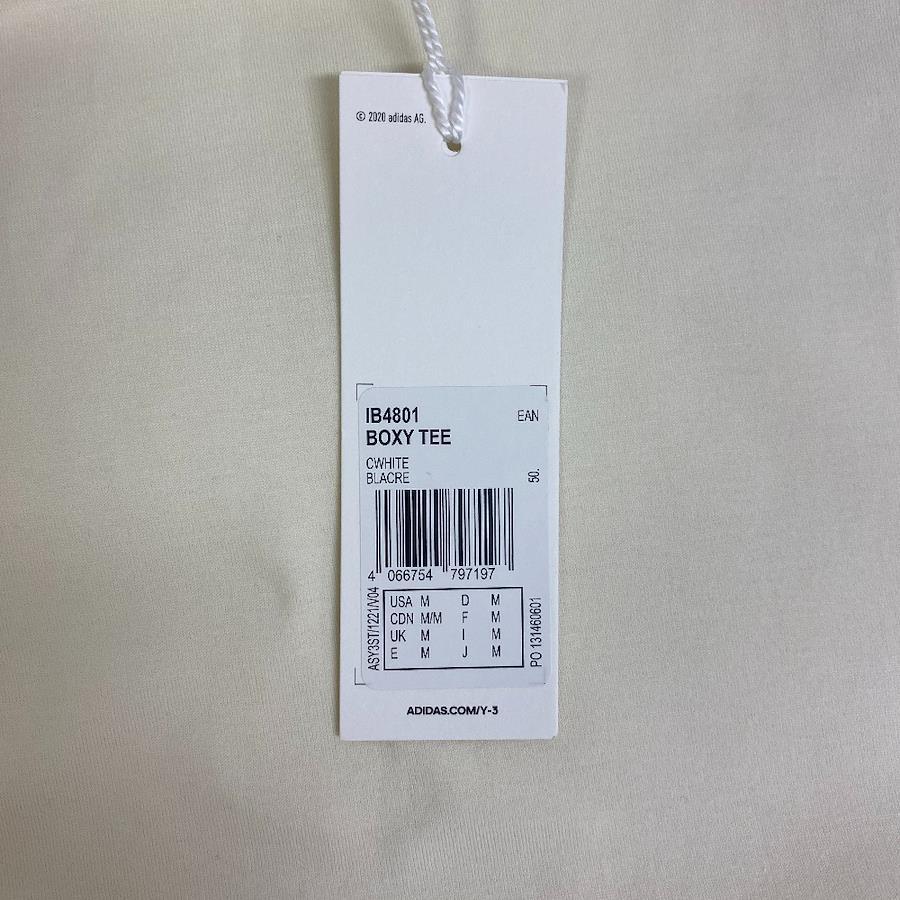 © 2020 adidas AG.
IB4801 EAN
BOXY TEE
CWHITE
BLACRE
50.
4 066754 797197
ASY3ST/1221/V04
USA M D M
CDN M/M F M
UK M I M
E M J M
PO 131460601
ADIDAS.COM/Y-3